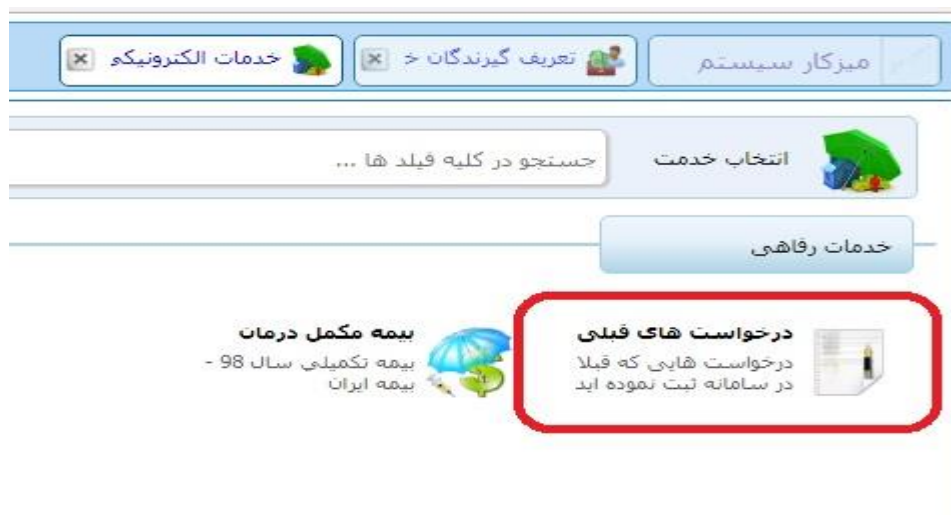 میزکار سیستم
تعریف گیرندگان خ
خدمات الکترونیکی
انتخاب خدمت
جستجو در کلیه فیلد ها ...
خدمات رفاهی
درخواست های قبلی
درخواست هایی که قبلا
در سامانه ثبت نموده اید
بیمه مکمل درمان
بیمه تکمیلی سال 98 -
بیمه ایران